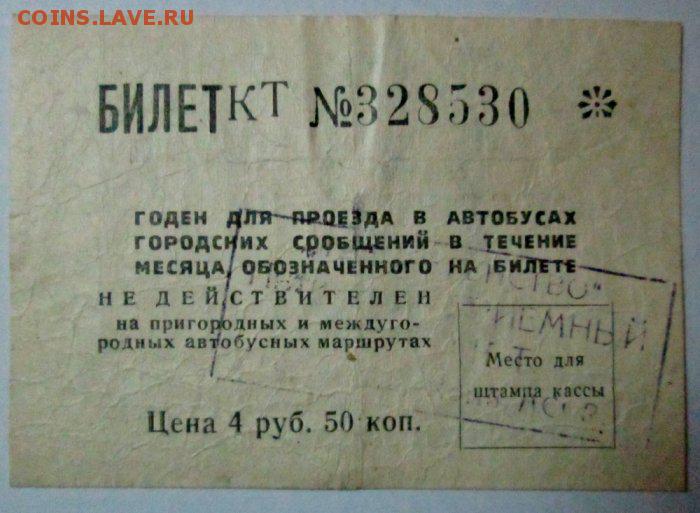 COINS.LAVE.RU
БИЛЕТ КТ №328530
ГОДЕН ДЛЯ ПРОЕЗДА В АВТОБУСАХ
ГОРОДСКИХ СООБЩЕНИЙ В ТЕЧЕНИЕ
МЕСЯЦА, ОБОЗНАЧЕННОГО НА БИЛЕТЕ
НЕ ДЕЙСТВИТЕЛЕН
на пригородных и междуго-
родных автобусных маршрутах
Место для
штампа кассы
Цена 4 руб. 50 коп.